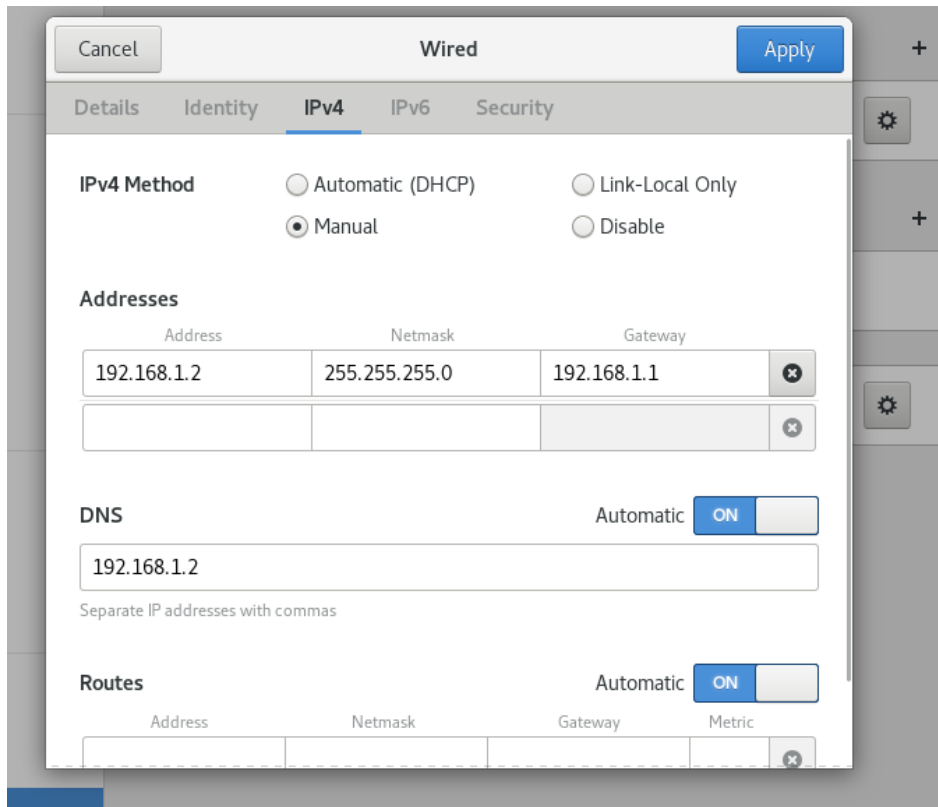 Cancel Wired Apply
Details Identity IPv4 IPv6 Security
IPv4 Method Automatic (DHCP) Link-Local Only
Manual Disable
Addresses
Address Netmask Gateway
192.168.1.2 255.255.255.0 192.168.1.1
DNS Automatic ON
192.168.1.2
Separate IP addresses with commas
Routes Automatic ON
Address Netmask Gateway Metric